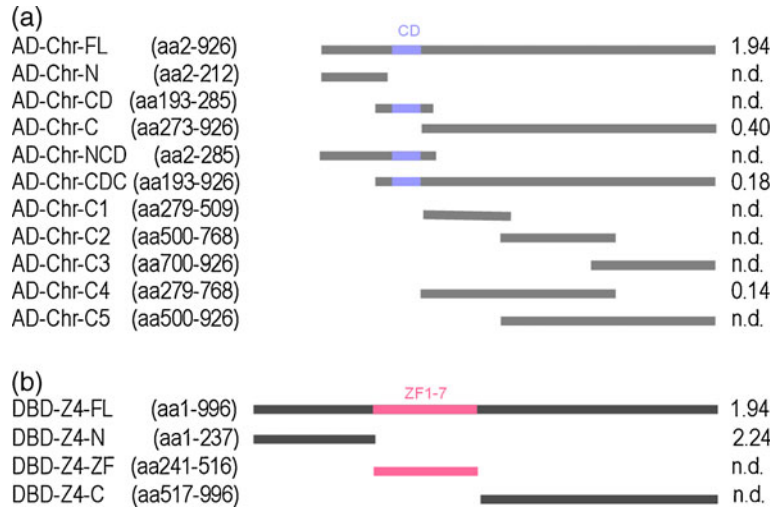 (a)
CD
AD-Chr-FL (aa2-926) 1.94
AD-Chr-N (aa2-212) n.d.
AD-Chr-CD (aa193-285) n.d.
AD-Chr-C (aa273-926) 0.40
AD-Chr-NCD (aa2-285) n.d.
AD-Chr-CDC (aa193-926) 0.18
AD-Chr-C1 (aa279-509) n.d.
AD-Chr-C2 (aa500-768) n.d.
AD-Chr-C3 (aa700-926) n.d.
AD-Chr-C4 (aa279-768) 0.14
AD-Chr-C5 (aa500-926) n.d.
(b)
ZF1-7
DBD-Z4-FL (aa1-996) 1.94
DBD-Z4-N (aa1-237) 2.24
DBD-Z4-ZF (aa241-516) n.d.
DBD-Z4-C (aa517-996) n.d.